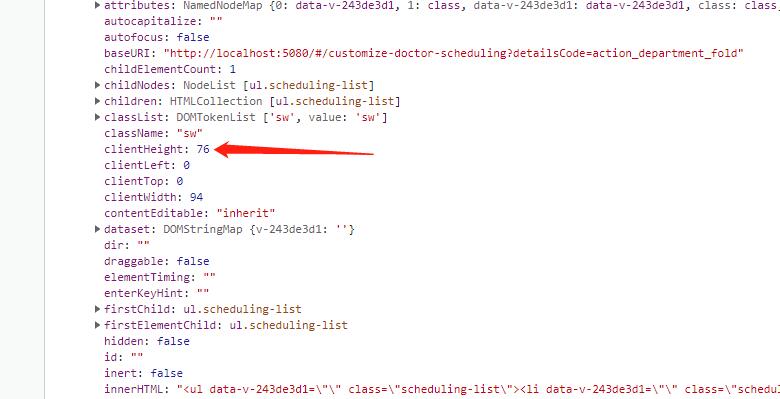 attributes: NamedNodeMap {0: data-v-243de3d1, 1: class, data-v-243de3d1: data-v-243de3d1, class: class,
autocapitalize: ""
autofocus: false
baseURI: "http://localhost:5080/#/customize-doctor-scheduling?detailsCode=action_department_fold"
childElementCount: 1
childNodes: NodeList [ul.scheduling-list]
children: HTMLCollection [ul.scheduling-list]
classList: DOMTokenList ['sw', value: 'sw']
className: "sw"
clientHeight: 76
clientLeft: 0
clientTop: 0
clientWidth: 94
contentEditable: "inherit"
dataset: DOMStringMap {v-243de3d1: ''}
dir: ""
draggable: false
elementTiming: ""
enterKeyHint: ""
firstChild: ul.scheduling-list
firstElementChild: ul.scheduling-list
hidden: false
id: ""
inert: false
innerHTML: "<ul data-v-243de3d1=\"\" class=\"scheduling-list\"><li data-v-243de3d1=\"\" class=\"schedu